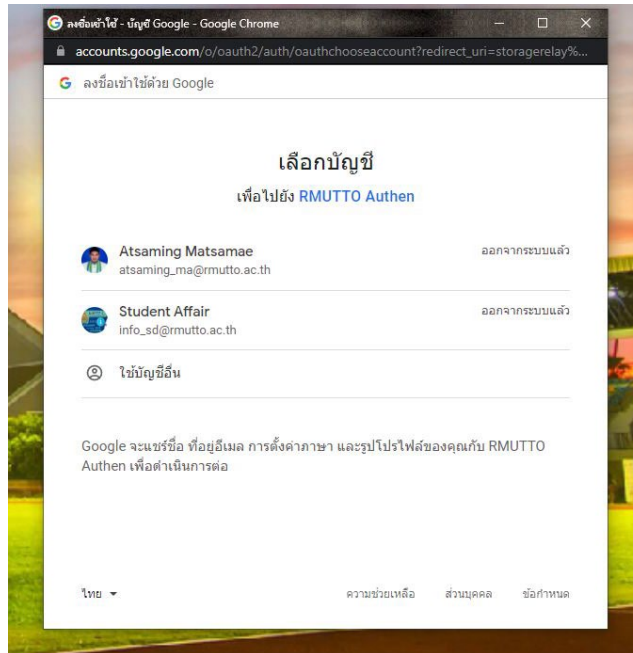 ลงชื่อเข้าใช้ - บัญชี Google - Google Chrome
accounts.google.com/o/oauth2/auth/oauthchooseaccount?redirect_uri=storagerelay%...
ลงชื่อเข้าใช้ด้วย Google
เลือกบัญชี
เพื่อไปยัง RMUTTO Authen
Atsaming Matsamae
ออกจากระบบแล้ว
atsaming_ma@rmutto.ac.th
Student Affair
ออกจากระบบแล้ว
info_sd@rmutto.ac.th
ใช้บัญชีอื่น
Google จะแชร์ชื่อ ที่อยู่อีเมล การตั้งค่าภาษา และรูปโปรไฟล์ของคุณกับ RMUTTO
Authen เพื่อดำเนินการต่อ
ไทย
ความช่วยเหลือ ส่วนบุคคล ข้อกำหนด